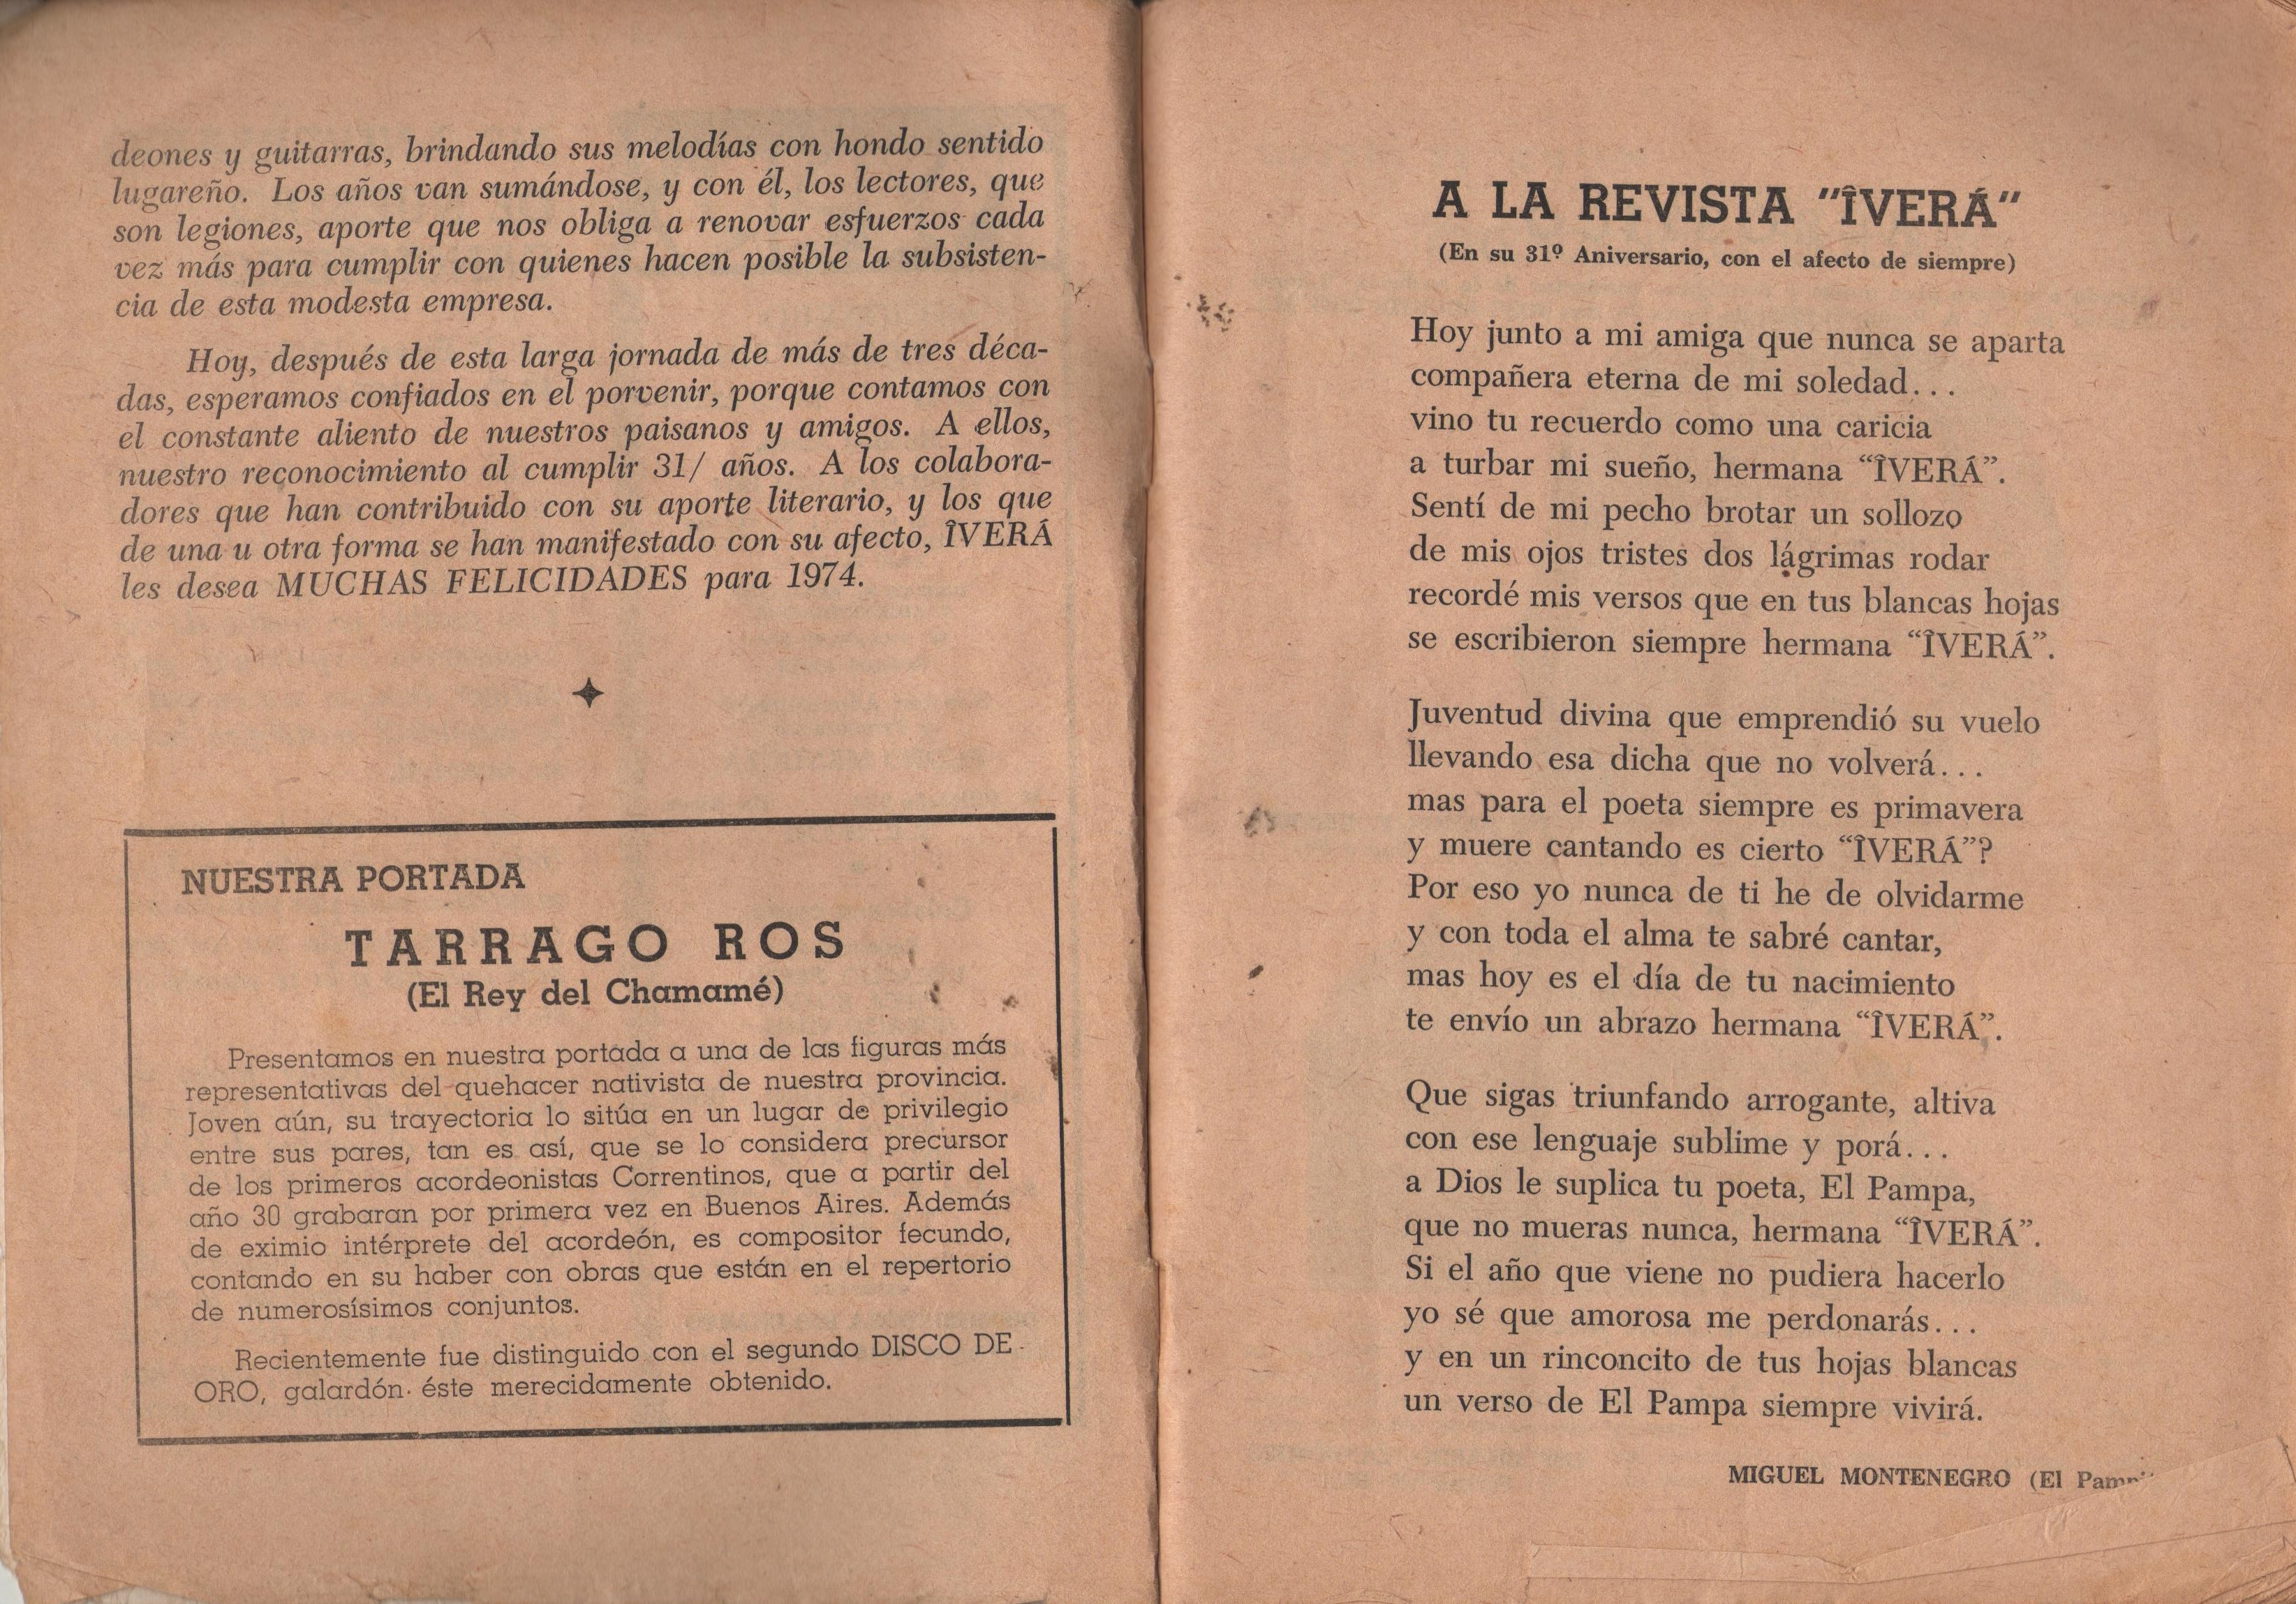 deones y guitarras, brindando sus melodías con hondo sentido
lugareño. Los años van sumándose, y con él, los lectores, que
son legiones, aporte que nos obliga a renovar esfuerzos cada
vez más para cumplir con quienes hacen posible la subsisten-
cia de esta modesta empresa.
Hoy, después de esta larga jornada de más de tres déca-
das, esperamos confiados en el porvenir, porque contamos con
el constante aliento de nuestros paisanos y amigos. A ellos,
nuestro reconocimiento al cumplir 31/ años. A los colabora-
dores que han contribuido con su aporte literario, y los que
de una u otra forma se han manifestado con su afecto, ÎVERÁ
les desea MUCHAS FELICIDADES para 1974.
NUESTRA PORTADA
TARRAGO ROS
(El Rey del Chamamé)
Presentamos en nuestra portada a una de las figuras más
representativas del quehacer nativista de nuestra provincia.
Joven aún, su trayectoria lo sitúa en un lugar de privilegio
entre sus pares, tan es así, que se lo considera precursor
de los primeros acordeonistas Correntinos, que a partir del
año 30 grabaran por primera vez en Buenos Aires. Además
de eximio intérprete del acordeón, es compositor fecundo,
contando en su haber con obras que están en el repertorio
de numerosísimos conjuntos.
Recientemente fue distinguido con el segundo DISCO DE
ORO, galardón éste merecidamente obtenido.
A LA REVISTA "ÎVERÁ"
(En su 31º Aniversario, con el afecto de siempre)
Hoy junto a mi amiga que nunca se aparta
compañera eterna de mi soledad...
vino tu recuerdo como una caricia
a turbar mi sueño, hermana “ÎVERÁ”.
Sentí de mi pecho brotar un sollozo
de mis ojos tristes dos lágrimas rodar
recordé mis versos que en tus blancas hojas
se escribieron siempre hermana “ÎVERÁ”.
Juventud divina que emprendió su vuelo
llevando esa dicha que no volverá...
mas para el poeta siempre es primavera
y muere cantando es cierto “ÎVERÁ”?
Por eso yo nunca de ti he de olvidarme
y con toda el alma te sabré cantar,
mas hoy es el día de tu nacimiento
te envío un abrazo hermana “ÎVERÁ”.
Que sigas triunfando arrogante, altiva
con ese lenguaje sublime y porá...
a Dios le suplica tu poeta, El Pampa,
que no mueras nunca, hermana “ÎVERÁ”.
Si el año que viene no pudiera hacerlo
yo sé que amorosa me perdonarás...
y en un rinconcito de tus hojas blancas
un verso de El Pampa siempre vivirá.
MIGUEL MONTENEGRO (El